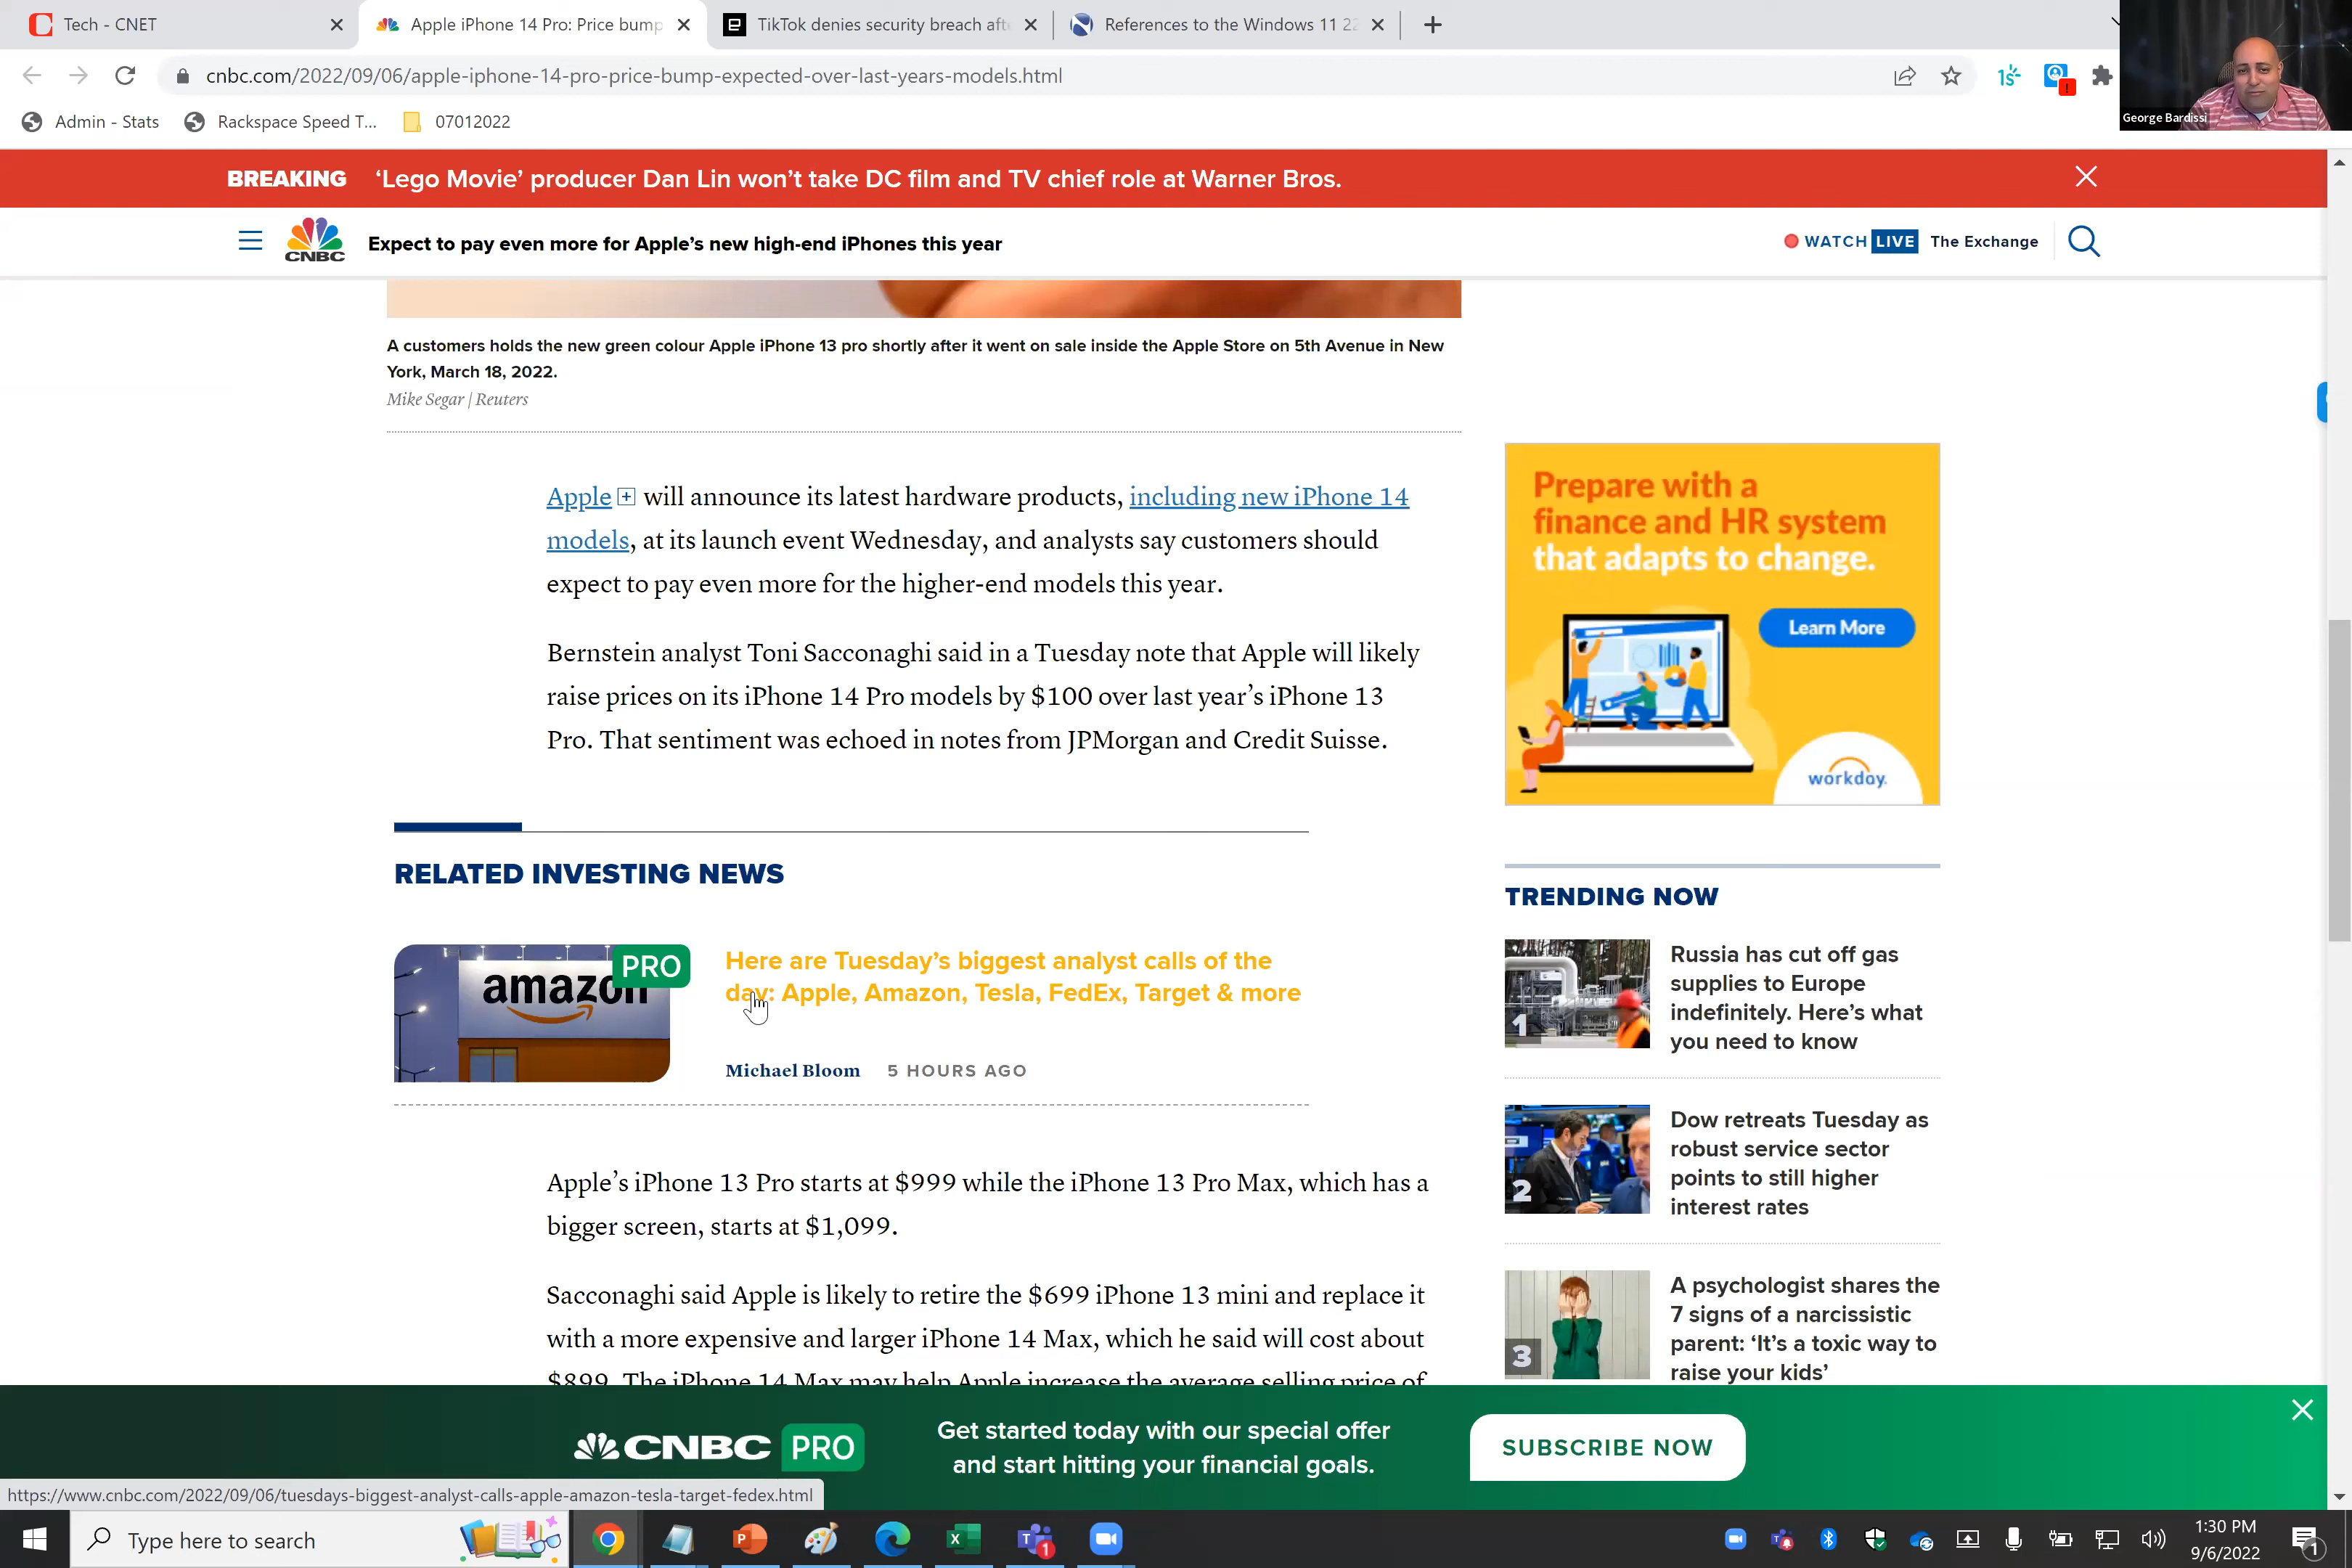 Tech - CNET
Apple iPhone 14 Pro: Price bump
TikTok denies security breach afte
References to the Windows 11 22
cnbc.com/2022/09/06/apple-iphone-14-pro-price-bump-expected-over-last-years-models.html
George Bardissi
Admin - Stats
Rackspace Speed T...
07012022
BREAKING ‘Lego Movie’ producer Dan Lin won’t take DC film and TV chief role at Warner Bros.
CNBC
Expect to pay even more for Apple’s new high-end iPhones this year
WATCH LIVE The Exchange
A customers holds the new green colour Apple iPhone 13 pro shortly after it went on sale inside the Apple Store on 5th Avenue in New
York, March 18, 2022.
Mike Segar | Reuters
Apple + will announce its latest hardware products, including new iPhone 14
models, at its launch event Wednesday, and analysts say customers should
expect to pay even more for the higher-end models this year.
Bernstein analyst Toni Sacconaghi said in a Tuesday note that Apple will likely
raise prices on its iPhone 14 Pro models by $100 over last year’s iPhone 13
Pro. That sentiment was echoed in notes from JPMorgan and Credit Suisse.
Prepare with a
finance and HR system
that adapts to change.
Learn More
workday.
RELATED INVESTING NEWS
amazon
PRO
Here are Tuesday’s biggest analyst calls of the
day: Apple, Amazon, Tesla, FedEx, Target & more
Michael Bloom 5 HOURS AGO
Apple’s iPhone 13 Pro starts at $999 while the iPhone 13 Pro Max, which has a
bigger screen, starts at $1,099.
Sacconaghi said Apple is likely to retire the $699 iPhone 13 mini and replace it
with a more expensive and larger iPhone 14 Max, which he said will cost about
$899. The iPhone 14 Max may help Apple increase the average selling price of
TRENDING NOW
1
Russia has cut off gas
supplies to Europe
indefinitely. Here’s what
you need to know
2
Dow retreats Tuesday as
robust service sector
points to still higher
interest rates
3
A psychologist shares the
7 signs of a narcissistic
parent: ‘It’s a toxic way to
raise your kids’
CNBC PRO
Get started today with our special offer
and start hitting your financial goals.
SUBSCRIBE NOW
https://www.cnbc.com/2022/09/06/tuesdays-biggest-analyst-calls-apple-amazon-tesla-target-fedex.html
Type here to search
1:30 PM
9/6/2022
1